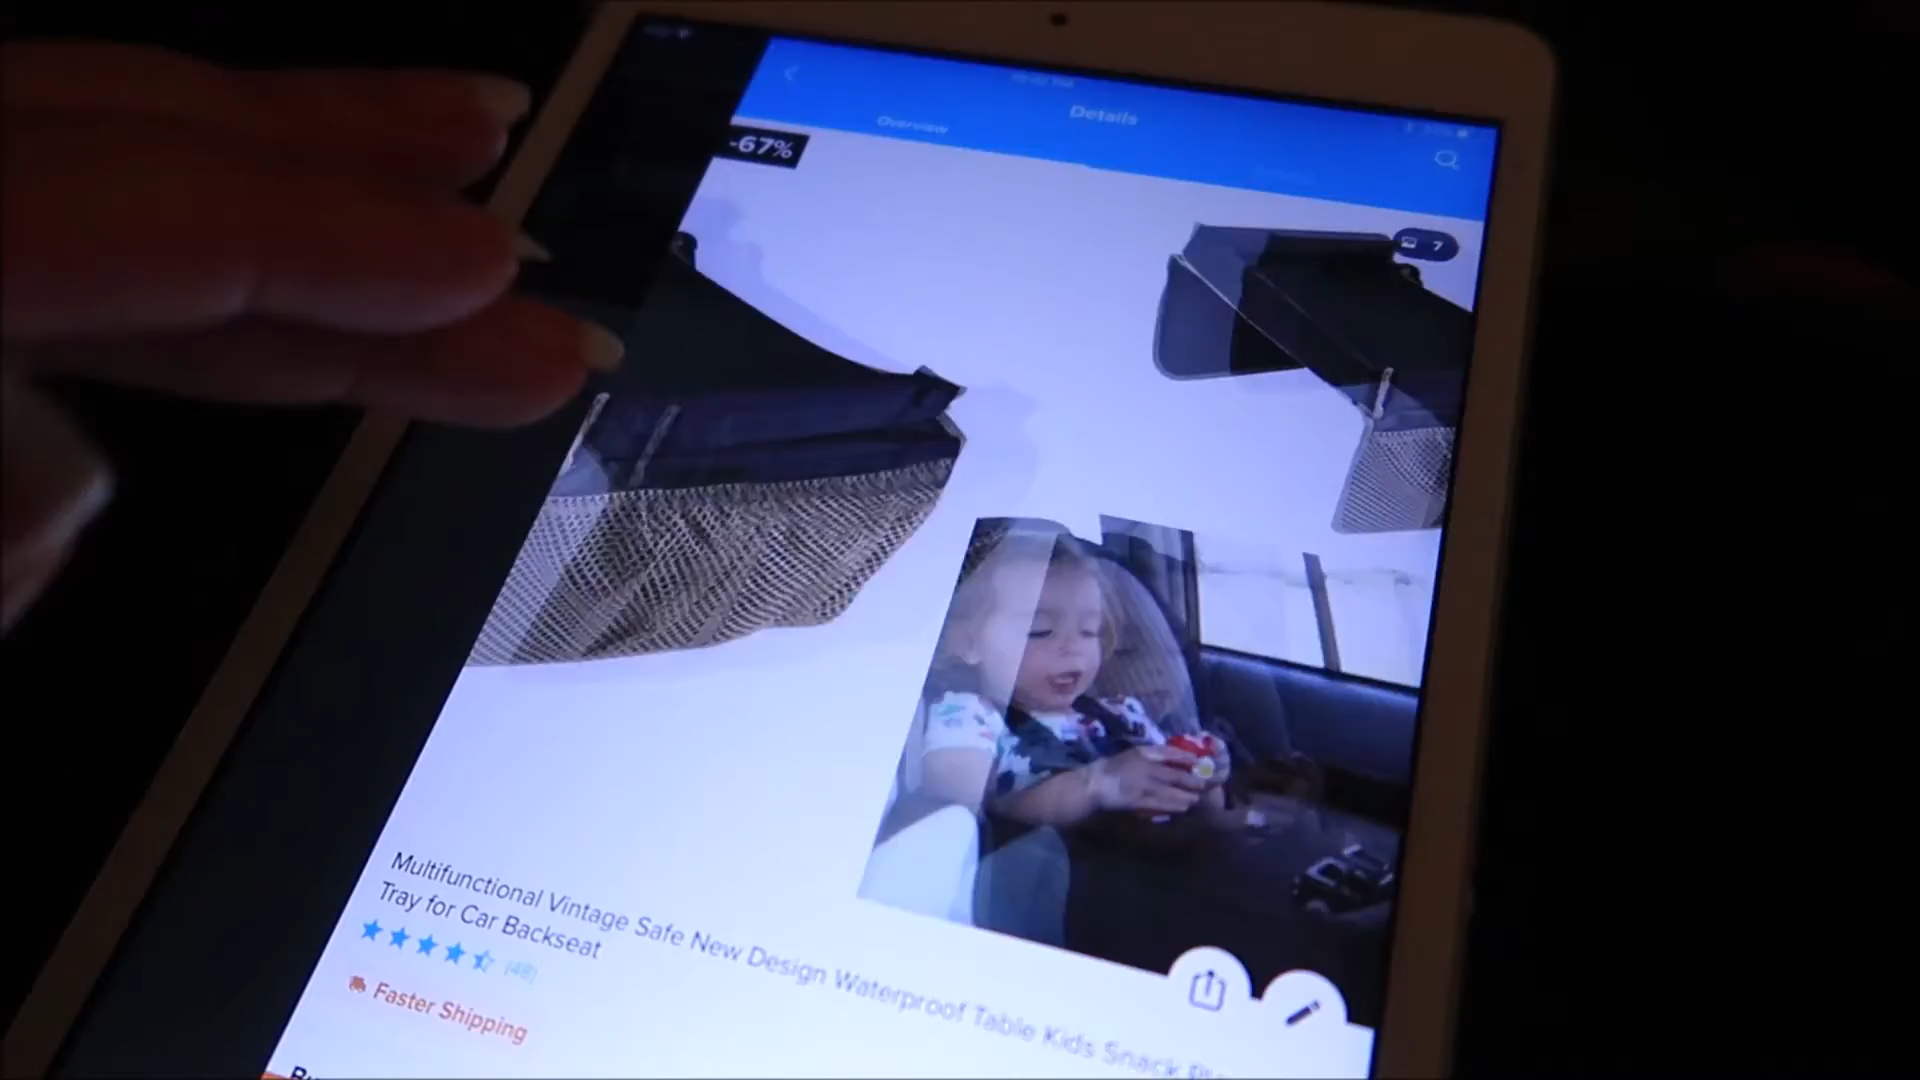 Details
Overview
-67%
7
Multifunctional Vintage Safe New Design Waterproof Table Kids Snack
Tray for Car Backseat
(48)
Faster Shipping